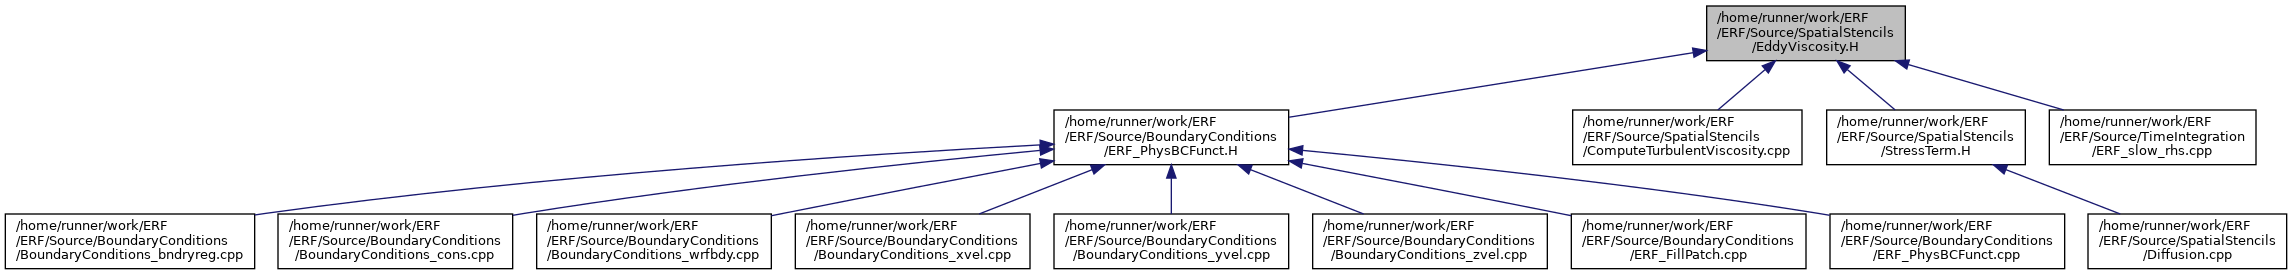 /home/runner/work/ERF
/ERF/Source/SpatialStencils
/EddyViscosity.H
/home/runner/work/ERF
/ERF/Source/BoundaryConditions
/ERF_PhysBCFunct.H
/home/runner/work/ERF
/ERF/Source/SpatialStencils
/ComputeTurbulentViscosity.cpp
/home/runner/work/ERF
/ERF/Source/SpatialStencils
/StressTerm.H
/home/runner/work/ERF
/ERF/Source/TimeIntegration
/ERF_slow_rhs.cpp
/home/runner/work/ERF
/ERF/Source/BoundaryConditions
/BoundaryConditions_bndryreg.cpp
/home/runner/work/ERF
/ERF/Source/BoundaryConditions
/BoundaryConditions_cons.cpp
/home/runner/work/ERF
/ERF/Source/BoundaryConditions
/BoundaryConditions_wrfbdy.cpp
/home/runner/work/ERF
/ERF/Source/BoundaryConditions
/BoundaryConditions_xvel.cpp
/home/runner/work/ERF
/ERF/Source/BoundaryConditions
/BoundaryConditions_yvel.cpp
/home/runner/work/ERF
/ERF/Source/BoundaryConditions
/BoundaryConditions_zvel.cpp
/home/runner/work/ERF
/ERF/Source/BoundaryConditions
/ERF_FillPatch.cpp
/home/runner/work/ERF
/ERF/Source/BoundaryConditions
/ERF_PhysBCFunct.cpp
/home/runner/work/ERF
/ERF/Source/SpatialStencils
/Diffusion.cpp